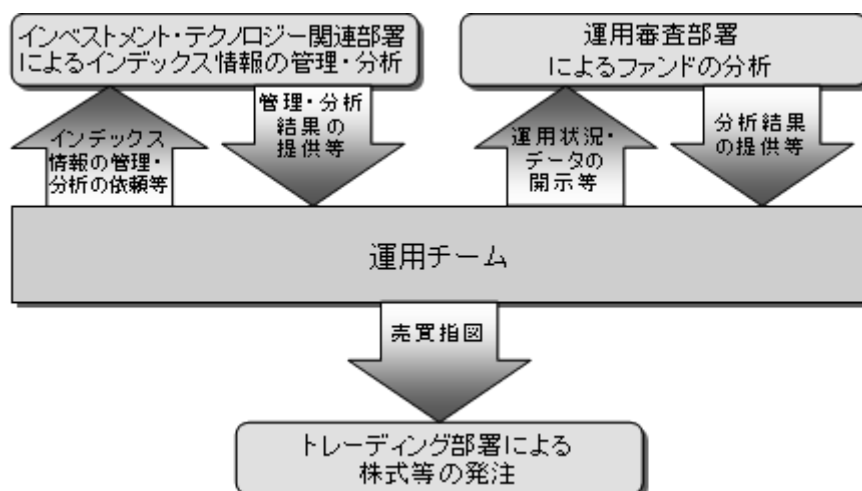 インベストメント・テクノロジー関連部署
によるインデックス情報の管理・分析
運用審査部署
によるファンドの分析
インデックス
情報の管理・
分析の依頼等
管理・分析
結果の
提供等
運用状況・
データの
開示等
分析結果
の提供等
運用チーム
売買指図
トレーディング部署による
株式等の発注